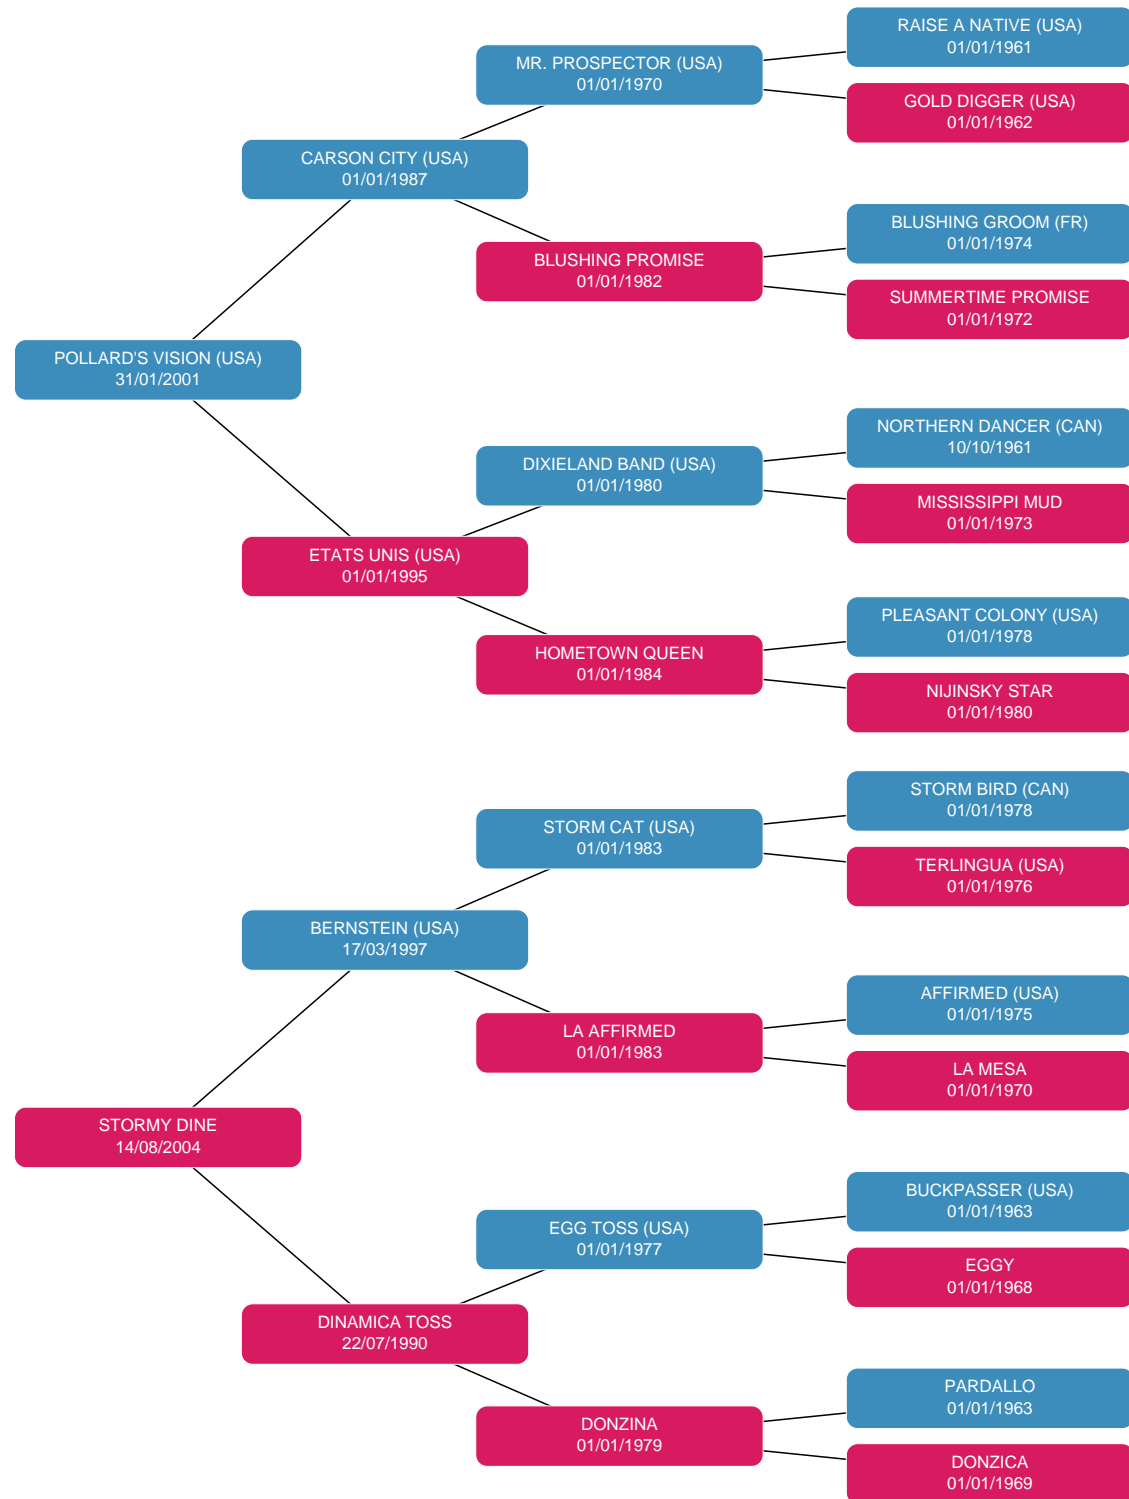 RAISE A NATIVE (USA)
01/01/1961
MR. PROSPECTOR (USA)
01/01/1970
GOLD DIGGER (USA)
01/01/1962
CARSON CITY (USA)
01/01/1987
BLUSHING GROOM (FR)
01/01/1974
BLUSHING PROMISE
01/01/1982
SUMMERTIME PROMISE
01/01/1972
POLLARD'S VISION (USA)
31/01/2001
NORTHERN DANCER (CAN)
10/10/1961
DIXIELAND BAND (USA)
01/01/1980
MISSISSIPPI MUD
01/01/1973
ETATS UNIS (USA)
01/01/1995
PLEASANT COLONY (USA)
01/01/1978
HOMETOWN QUEEN
01/01/1984
NIJINSKY STAR
01/01/1980
STORM BIRD (CAN)
01/01/1978
STORM CAT (USA)
01/01/1983
TERLINGUA (USA)
01/01/1976
BERNSTEIN (USA)
17/03/1997
AFFIRMED (USA)
01/01/1975
LA AFFIRMED
01/01/1983
LA MESA
01/01/1970
STORMY DINE
14/08/2004
BUCKPASSER (USA)
01/01/1963
EGG TOSS (USA)
01/01/1977
EGGY
01/01/1968
DINAMICA TOSS
22/07/1990
PARDALLO
01/01/1963
DONZINA
01/01/1979
DONZICA
01/01/1969